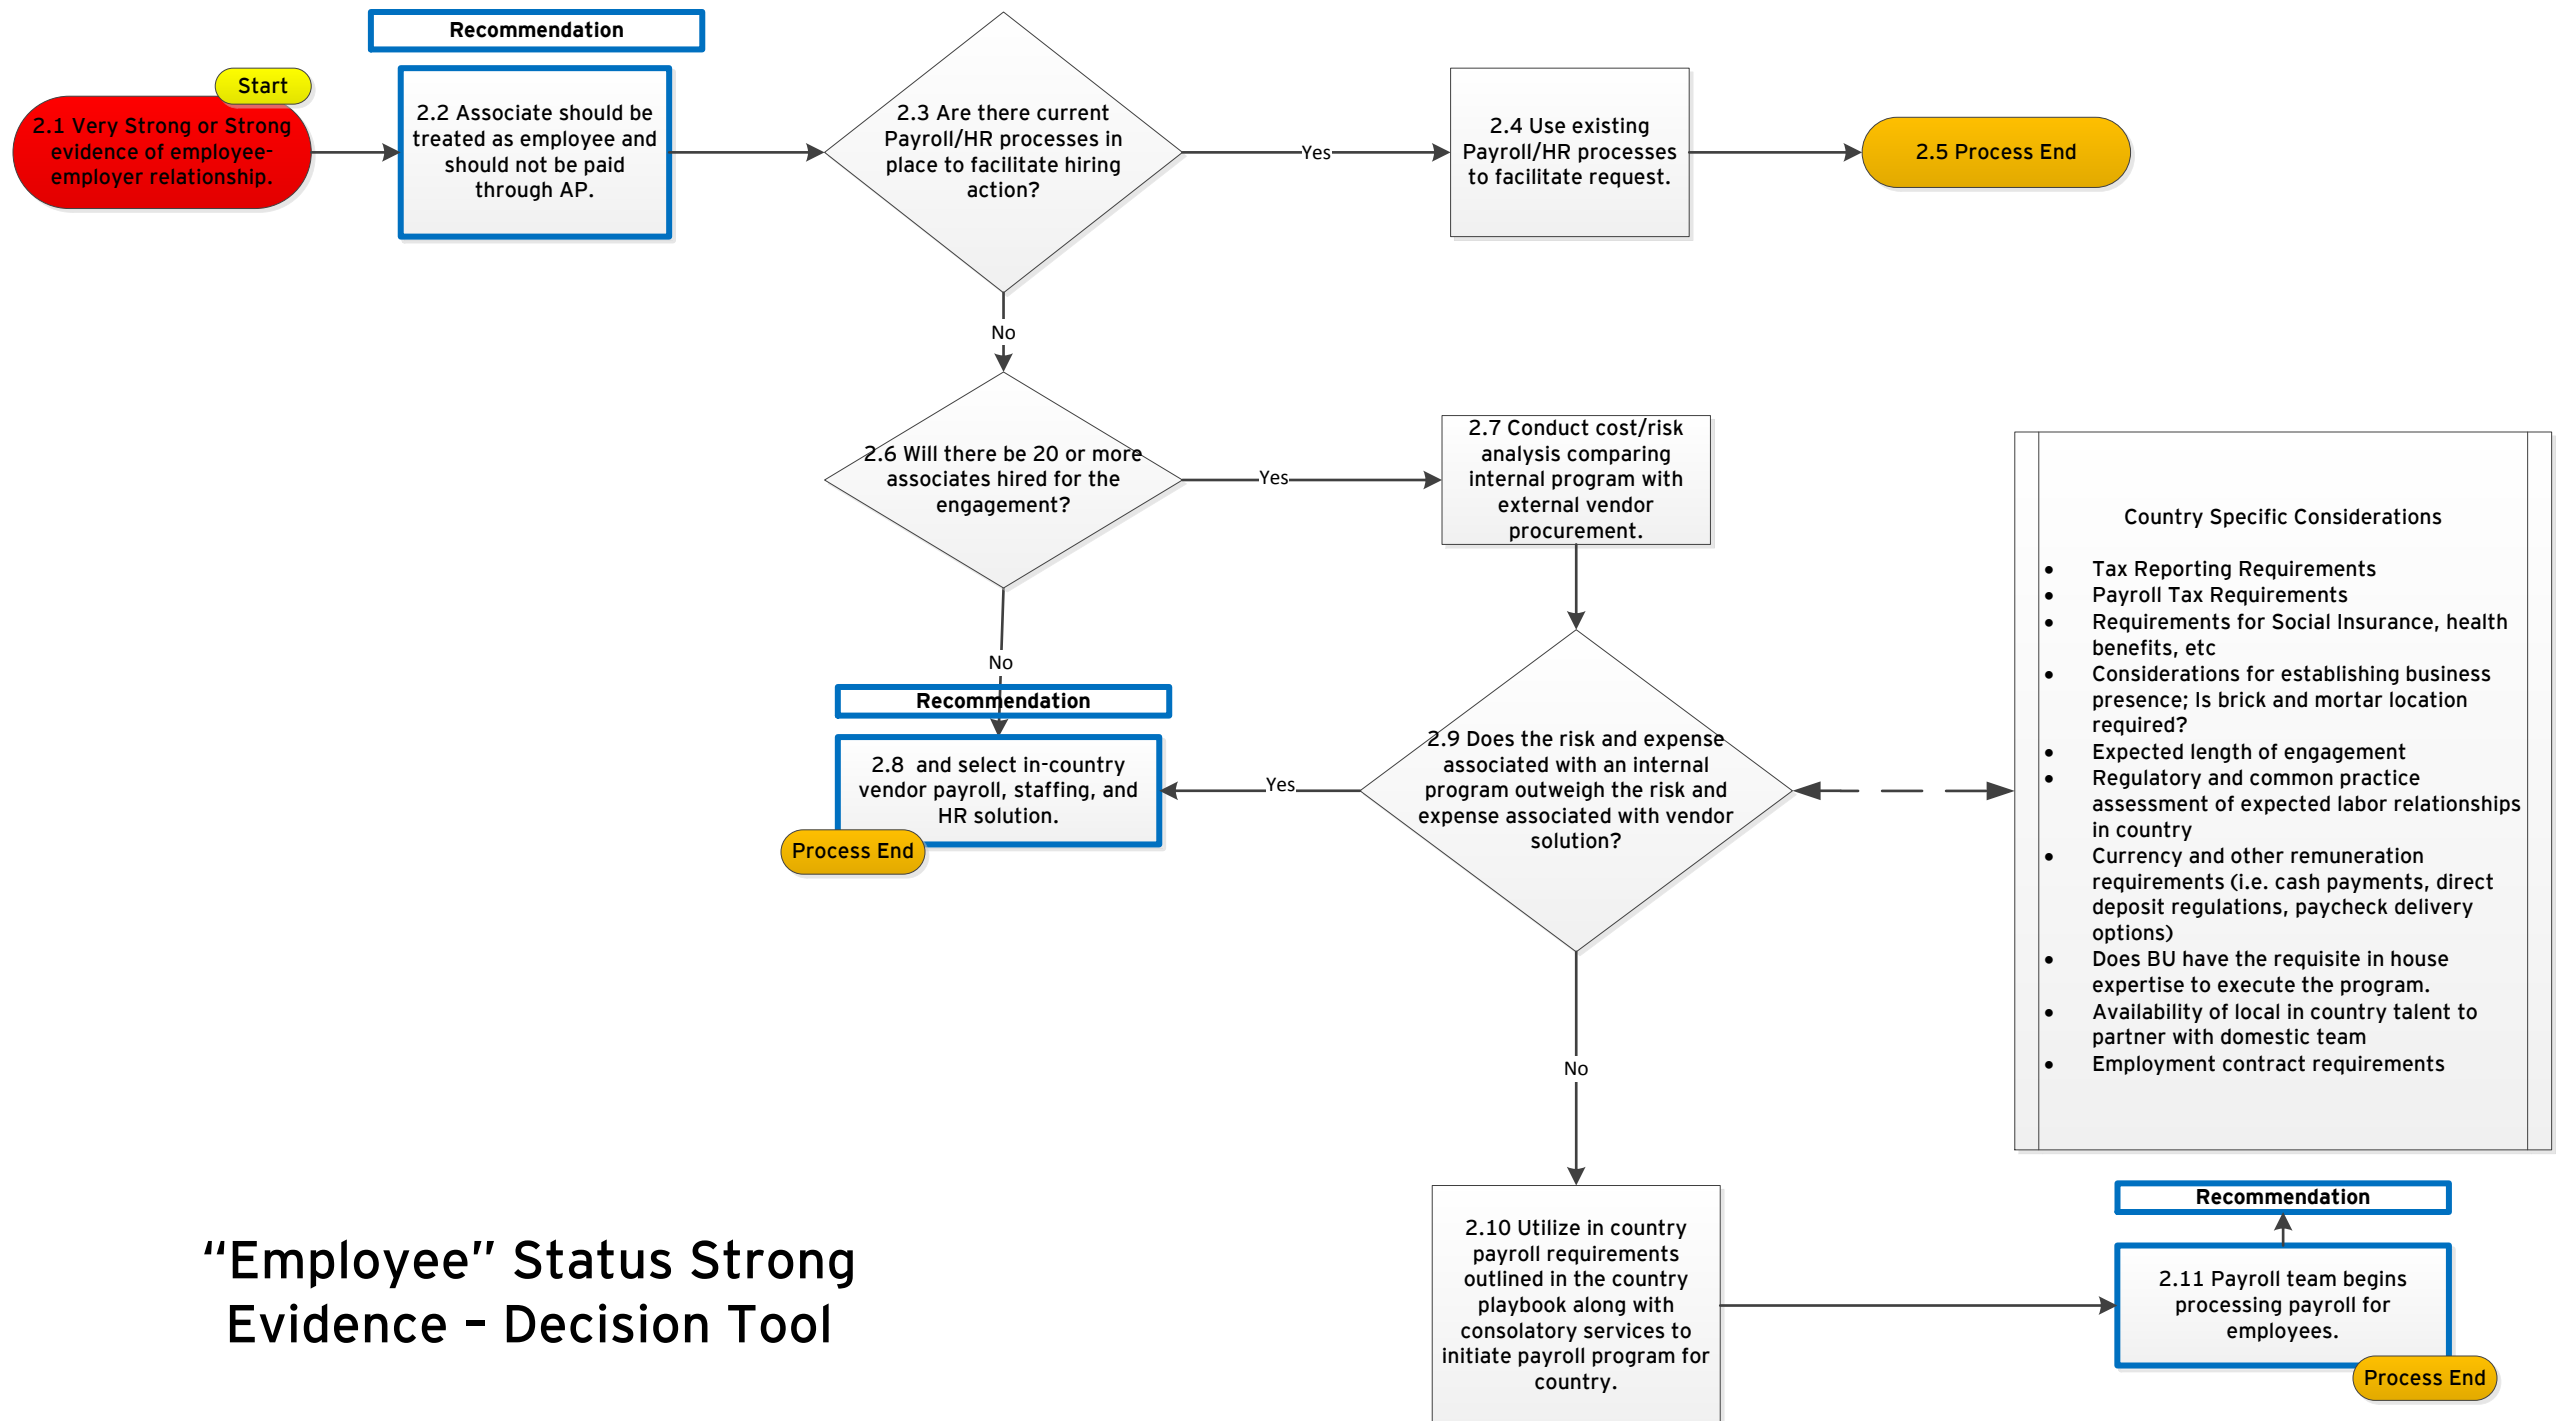 Recommendation
Start
2.1 Very Strong or Strong
evidence of employee-
employer relationship.
2.2 Associate should be
treated as employee and
should not be paid
through AP.
2.3 Are there current
Payroll/HR processes in
place to facilitate hiring
action?
Yes
2.4 Use existing
Payroll/HR processes
to facilitate request.
2.5 Process End
No
2.6 Will there be 20 or more
associates hired for the
engagement?
Yes
2.7 Conduct cost/risk
analysis comparing
internal program with
external vendor
procurement.
No
Recommendation
2.8  and select in-country
vendor payroll, staffing, and
HR solution.
Process End
Yes
2.9 Does the risk and expense
associated with an internal
program outweigh the risk and
expense associated with vendor
solution?
Country Specific Considerations
• Tax Reporting Requirements
• Payroll Tax Requirements
• Requirements for Social Insurance, health
benefits, etc
• Considerations for establishing business
presence; Is brick and mortar location
required?
• Expected length of engagement
• Regulatory and common practice
assessment of expected labor relationships
in country
• Currency and other remuneration
requirements (i.e. cash payments, direct
deposit regulations, paycheck delivery
options)
• Does BU have the requisite in house
expertise to execute the program.
• Availability of local in country talent to
partner with domestic team
• Employment contract requirements
No
2.10 Utilize in country
payroll requirements
outlined in the country
playbook along with
consolatory services to
initiate payroll program for
country.
Recommendation
2.11 Payroll team begins
processing payroll for
employees.
Process End
“Employee” Status Strong
Evidence – Decision Tool